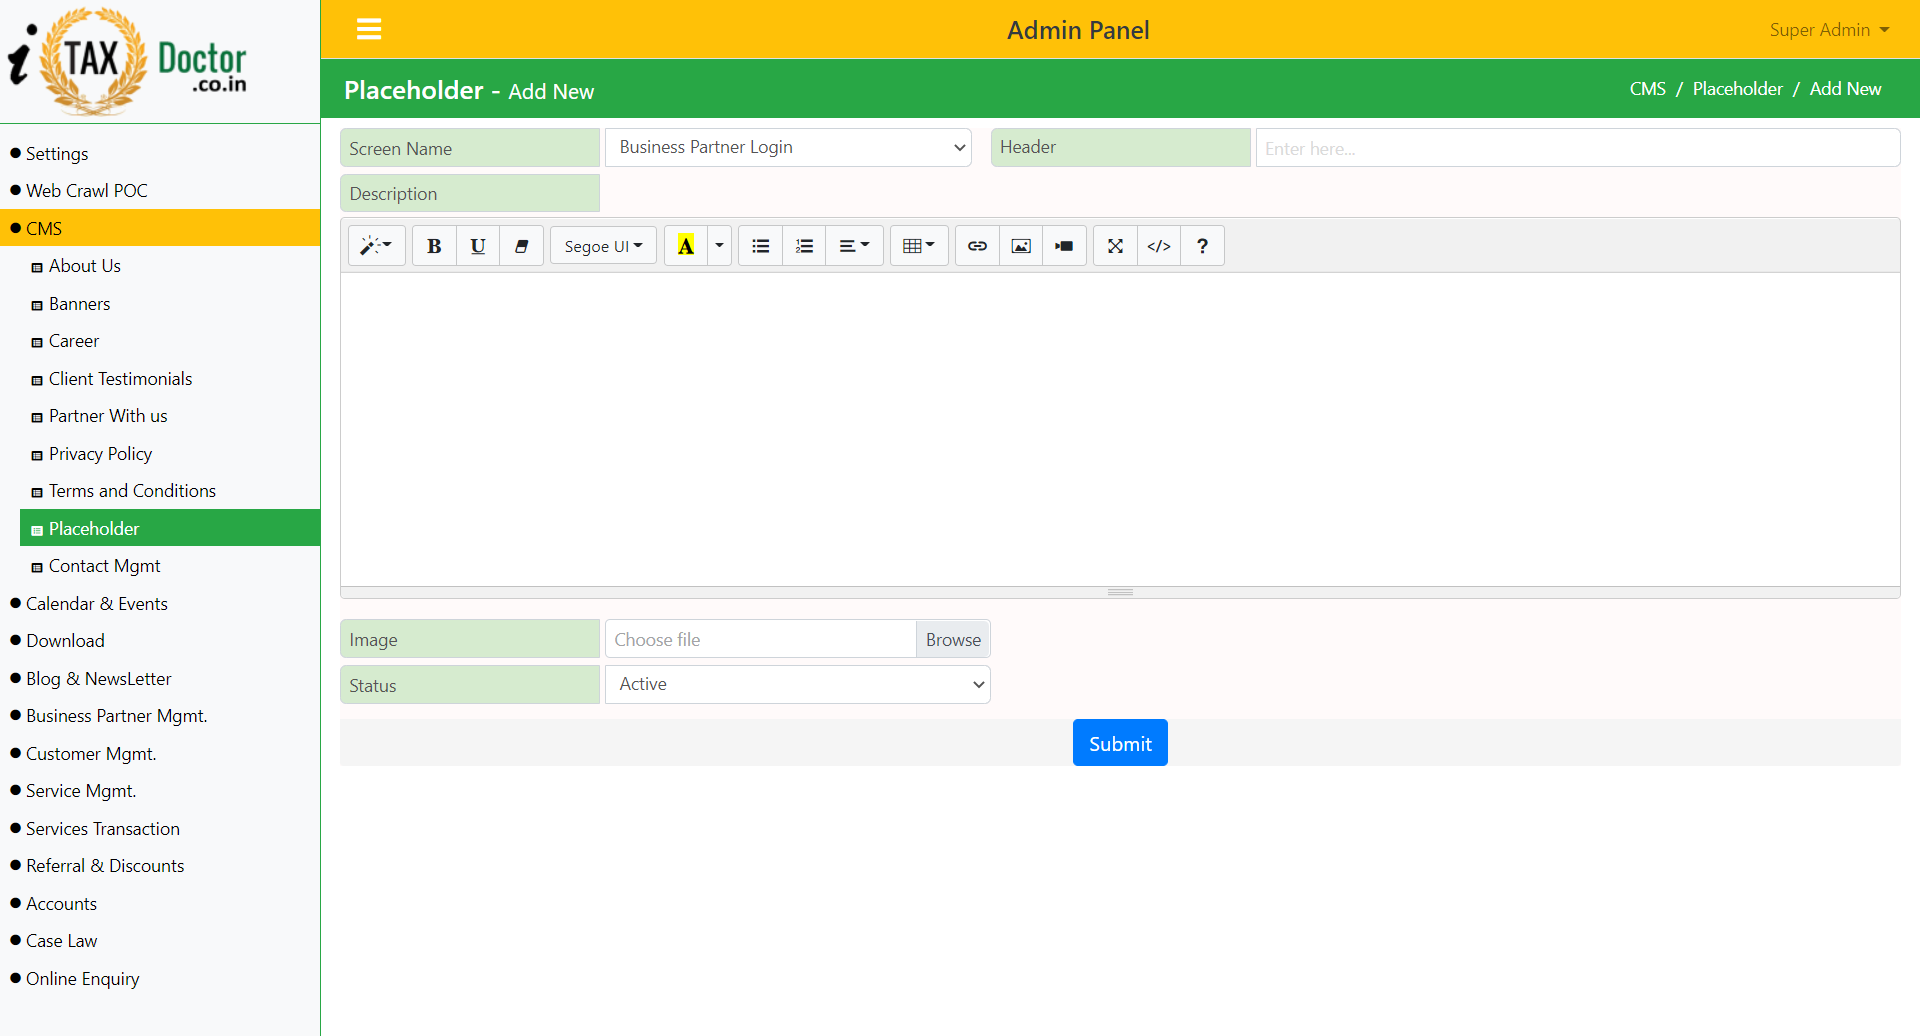 i TAX Doctor
.co.in
Admin Panel
Super Admin
Placeholder - Add New
CMS / Placeholder / Add New
Settings
Web Crawl POC
CMS
About Us
Banners
Career
Client Testimonials
Partner With us
Privacy Policy
Terms and Conditions
Placeholder
Contact Mgmt
Calendar & Events
Download
Blog & NewsLetter
Business Partner Mgmt.
Customer Mgmt.
Service Mgmt.
Services Transaction
Referral & Discounts
Accounts
Case Law
Online Enquiry
Screen Name Business Partner Login Header Enter here...
Description
B U Segoe UI A </> ?
Image Choose file Browse
Status Active
Submit